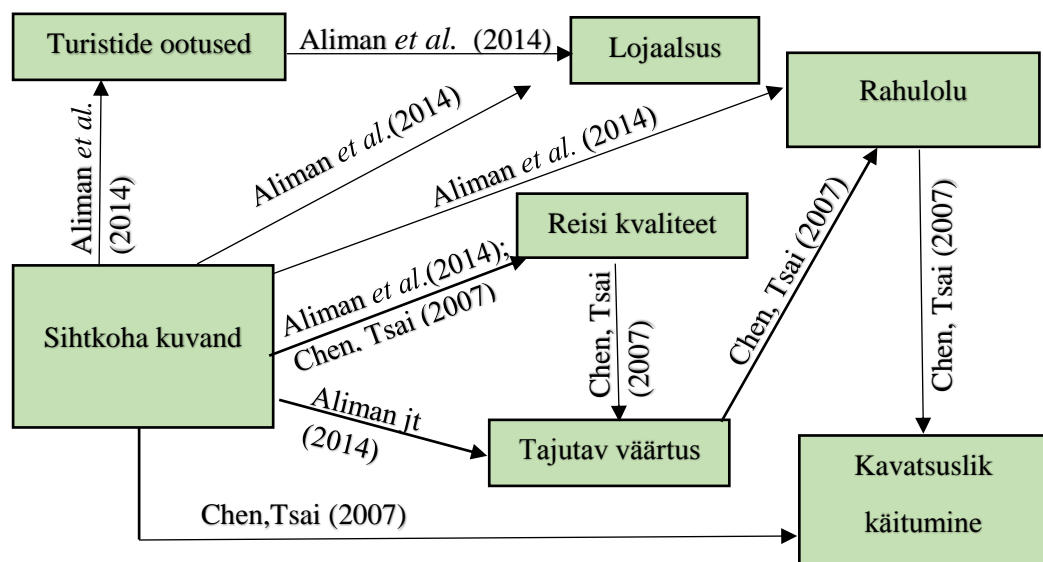 Turistide ootused
Aliman et al. (2014)
Lojaalsus
Rahulolu
Aliman et al.
(2014)
Aliman et al.(2014)
Aliman et al. (2014)
Reisi kvaliteet
Chen, Tsai (2007)
Chen, Tsai (2007)
Sihtkoha kuvand
Aliman et al.(2014);
Chen, Tsai (2007)
Chen, Tsai
(2007)
Aliman jt
(2014)
Tajutav väärtus
Kavatsuslik
käitumine
Chen,Tsai (2007)